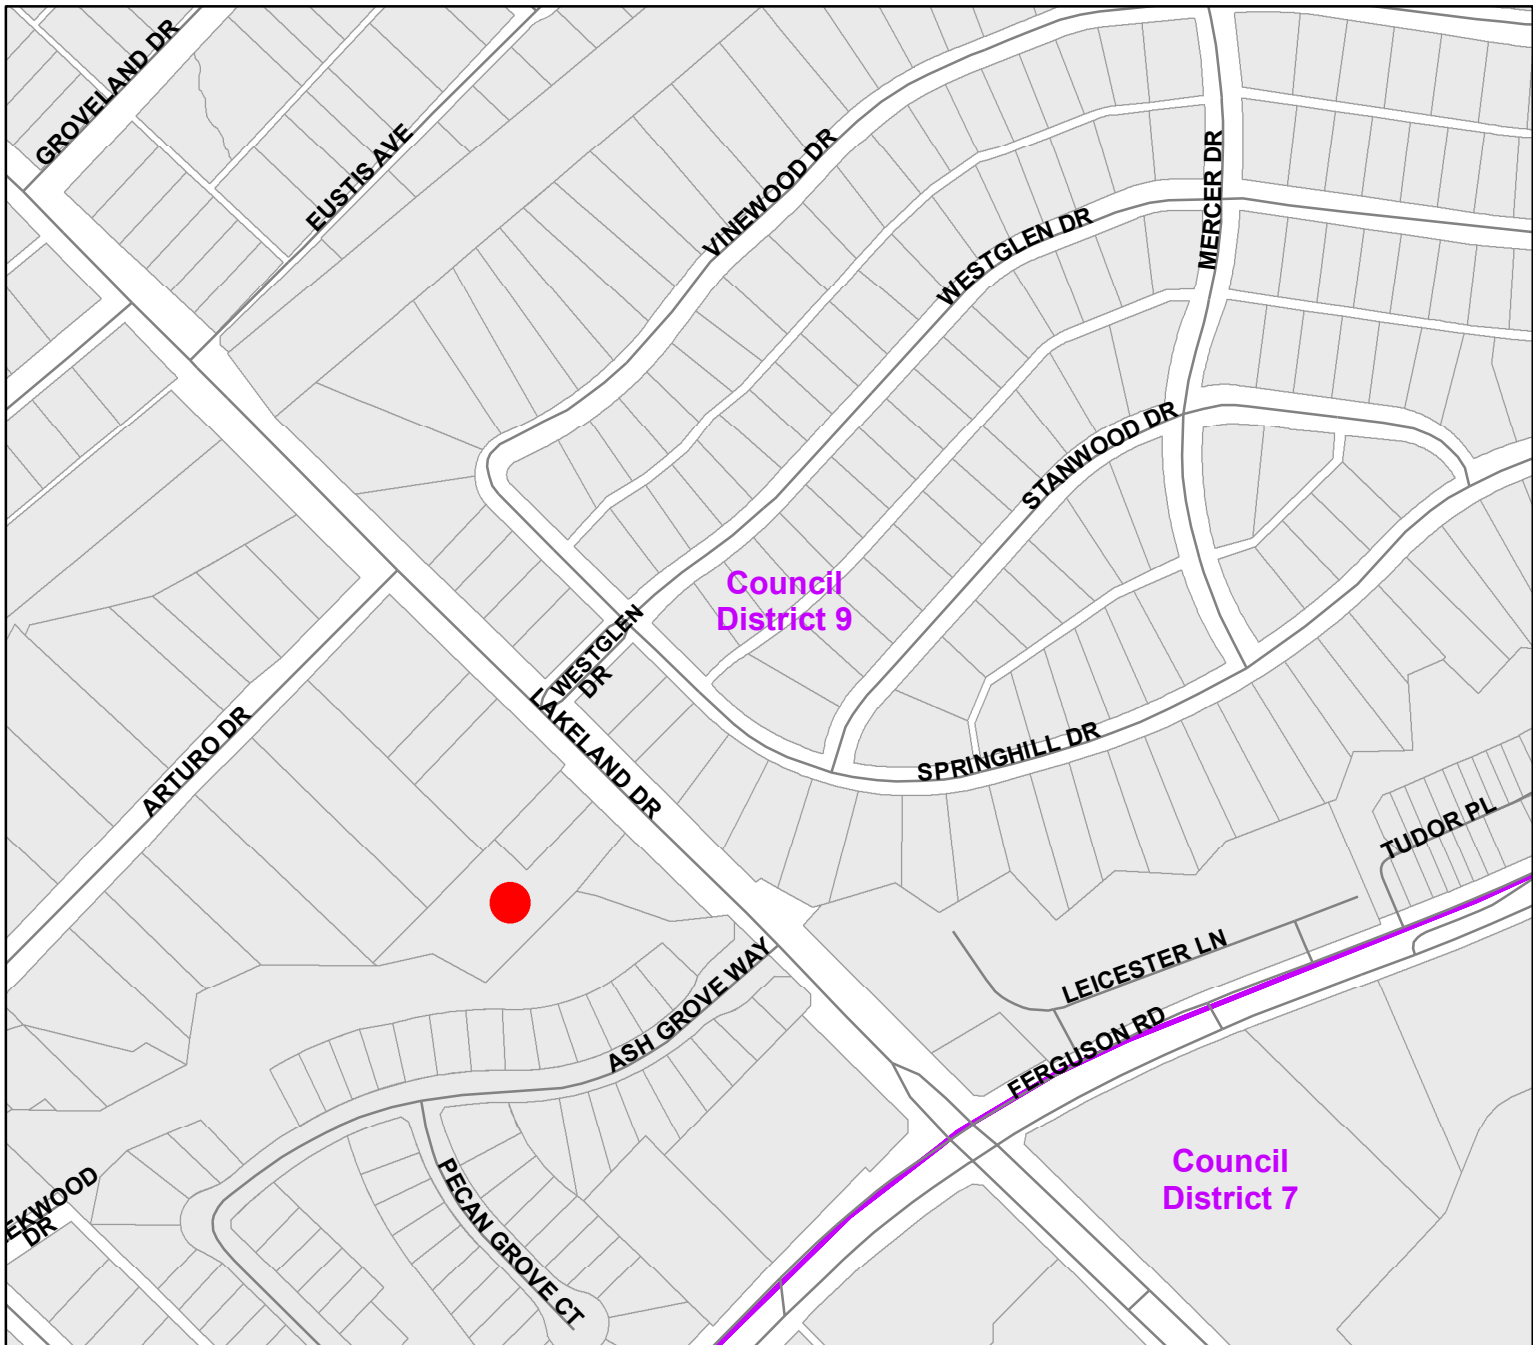 GROVELAND DR
EUSTIS AVE
VINEWOOD DR
WESTGLEN DR
MERCER DR
STANWOOD DR
Council
District 9
WESTGLEN
DR
LAKELAND DR
ARTURO DR
SPRINGHILL DR
TUDOR PL
LEICESTER LN
ASH GROVE WAY
FERGUSON RD
Council
District 7
EKWOOD
DR
PECAN GROVE CT